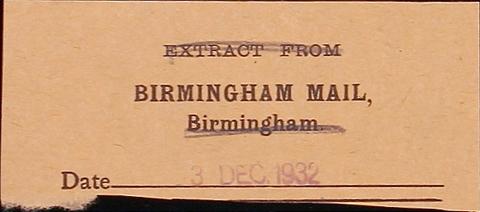 EXTRACT FROM
BIRMINGHAM MAIL,
Birmingham.
Date 3 DEC. 1932